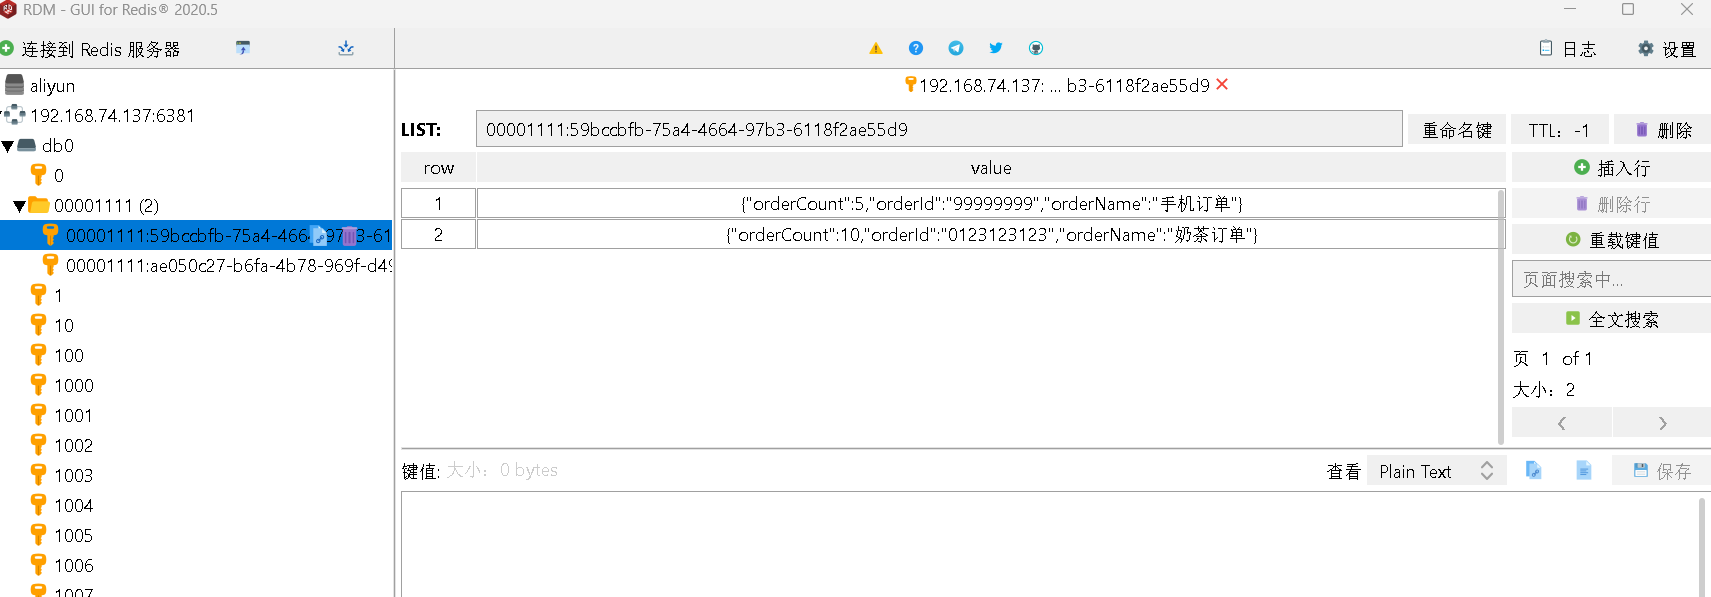 RDM - GUI for Redis® 2020.5
连接到 Redis 服务器
日志
设置
aliyun
192.168.74.137:6381
db0
0
00001111 (2)
00001111:59bccbfb-75a4-466
97
3-61
00001111:ae050c27-b6fa-4b78-969f-d49
1
10
100
1000
1001
1002
1003
1004
1005
1006
1007
192.168.74.137: ... b3-6118f2ae55d9
LIST:
00001111:59bccbfb-75a4-4664-97b3-6118f2ae55d9
重命名键
TTL: -1
删除
row value
1 {"orderCount":5,"orderId":"99999999","orderName":"手机订单"}
2 {"orderCount":10,"orderId":"0123123123","orderName":"奶茶订单"}
插入行
删除行
重载键值
页面搜索中...
全文搜索
页 1 of 1
大小: 2
键值: 大小: 0 bytes
查看 Plain Text
保存